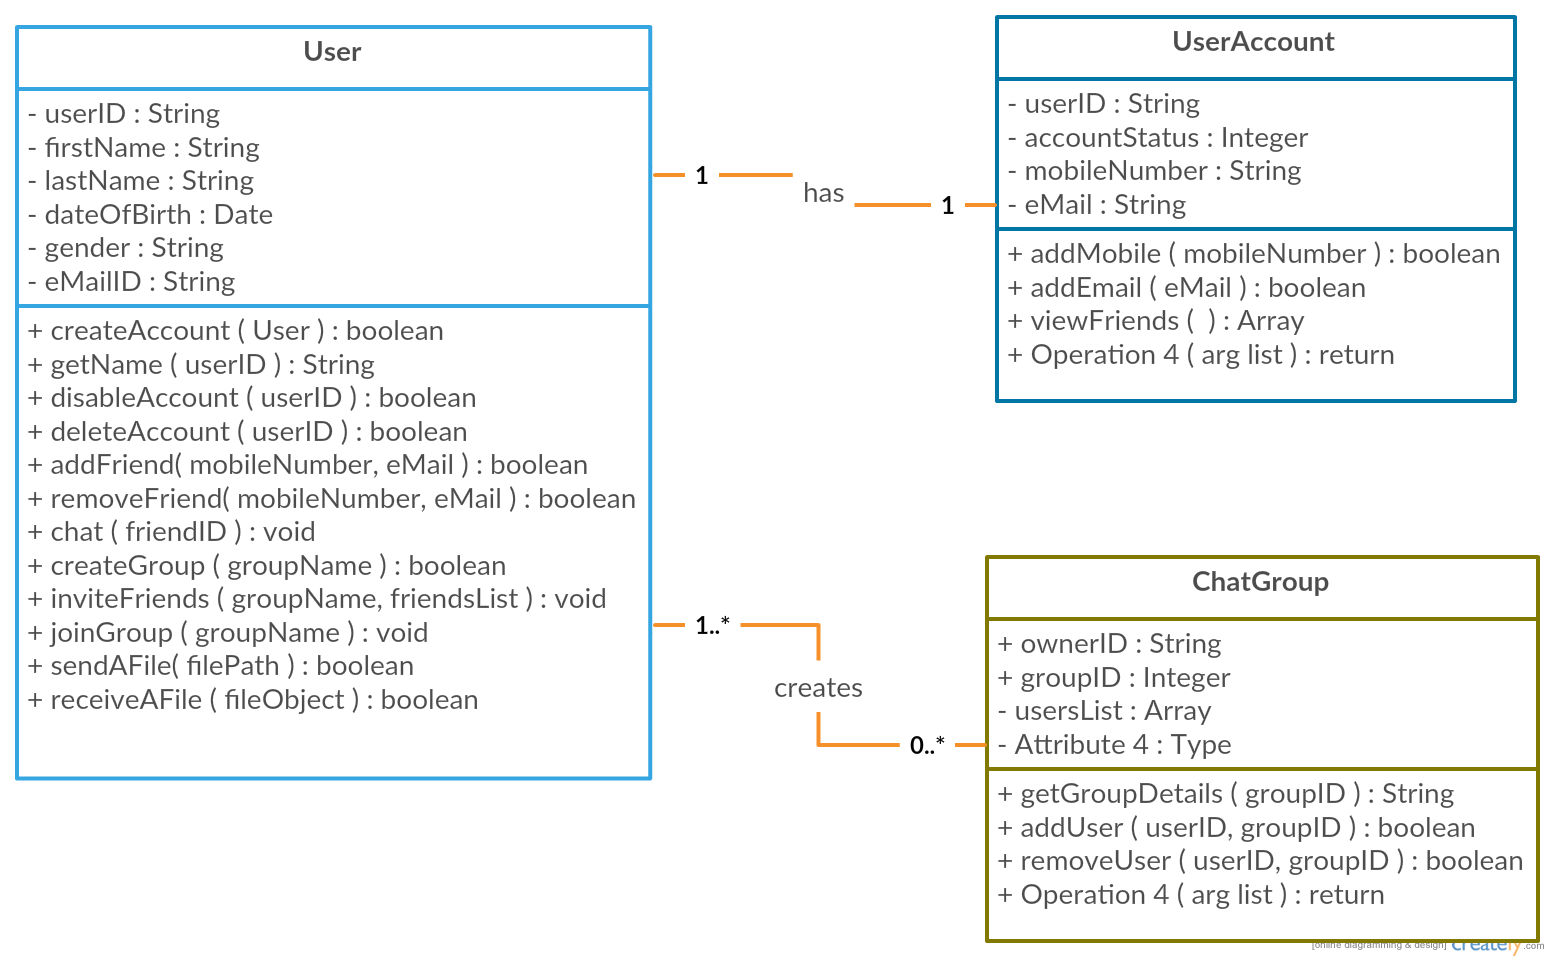 User
- userID : String
- firstName : String
- lastName : String
- dateOfBirth : Date
- gender : String
- eMailID : String
+ createAccount ( User ) : boolean
+ getName ( userID ) : String
+ disableAccount ( userID ) : boolean
+ deleteAccount ( userID ) : boolean
+ addFriend( mobileNumber, eMail ) : boolean
+ removeFriend( mobileNumber, eMail ) : boolean
+ chat ( friendID ) : void
+ createGroup ( groupName ) : boolean
+ inviteFriends ( groupName, friendsList ) : void
+ joinGroup ( groupName ) : void
+ sendAFile( filePath ) : boolean
+ receiveAFile ( fileObject ) : boolean
1
has
1
UserAccount
- userID : String
- accountStatus : Integer
- mobileNumber : String
- eMail : String
+ addMobile ( mobileNumber ) : boolean
+ addEmail ( eMail ) : boolean
+ viewFriends (  ) : Array
+ Operation 4 ( arg list ) : return
1..*
creates
0..*
ChatGroup
+ ownerID : String
+ groupID : Integer
- usersList : Array
- Attribute 4 : Type
+ getGroupDetails ( groupID ) : String
+ addUser ( userID, groupID ) : boolean
+ removeUser ( userID, groupID ) : boolean
+ Operation 4 ( arg list ) : return
[online diagramming & design] creately.com